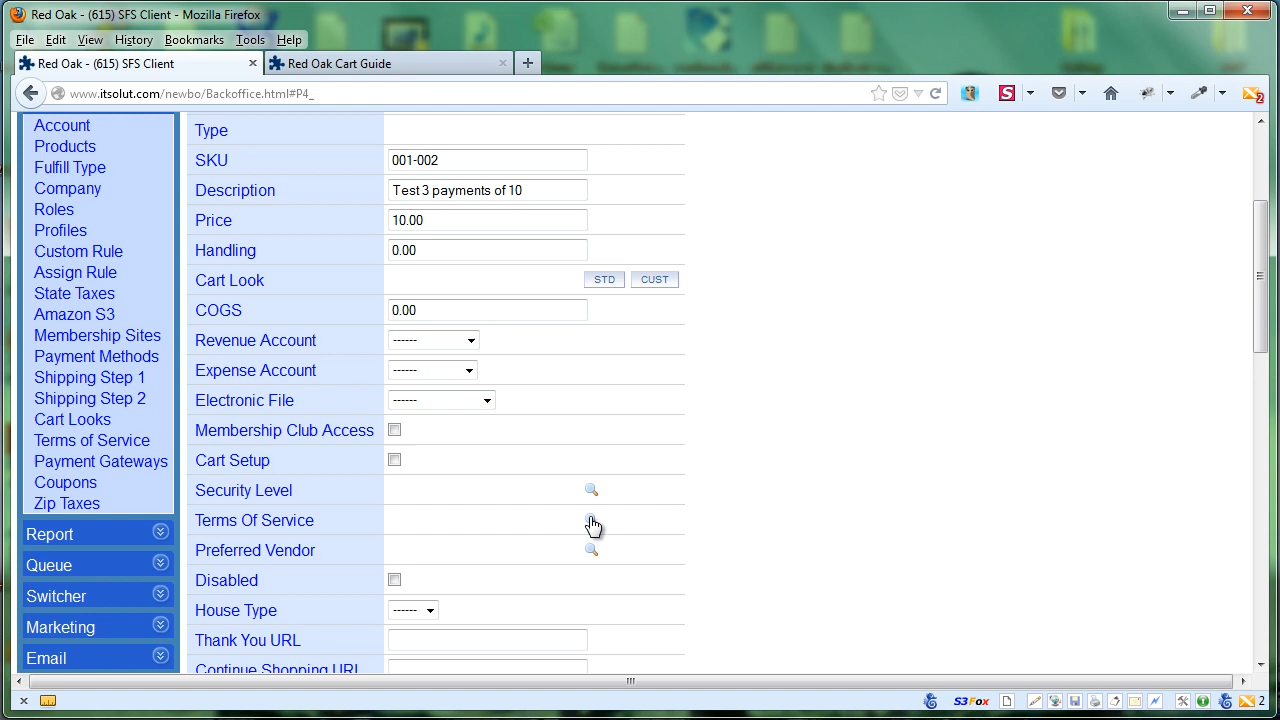 Red Oak - (615) SFS Client - Mozilla Firefox
File Edit View History Bookmarks Tools Help
Red Oak - (615) SFS Client
Red Oak Cart Guide
www.itsolut.com/newbo/Backoffice.html#P4_
2
Account
Products
Fulfill Type
Company
Roles
Profiles
Custom Rule
Assign Rule
State Taxes
Amazon S3
Membership Sites
Payment Methods
Shipping Step 1
Shipping Step 2
Cart Looks
Terms of Service
Payment Gateways
Coupons
Zip Taxes
Report
Queue
Switcher
Marketing
Email
Type
SKU 001-002
Description Test 3 payments of 10
Price 10.00
Handling 0.00
Cart Look STD CUST
COGS 0.00
Revenue Account ------
Expense Account ------
Electronic File ------
Membership Club Access
Cart Setup
Security Level
Terms Of Service
Preferred Vendor
Disabled
House Type ------
Thank You URL
Continue Shopping URL
S3Fox 2